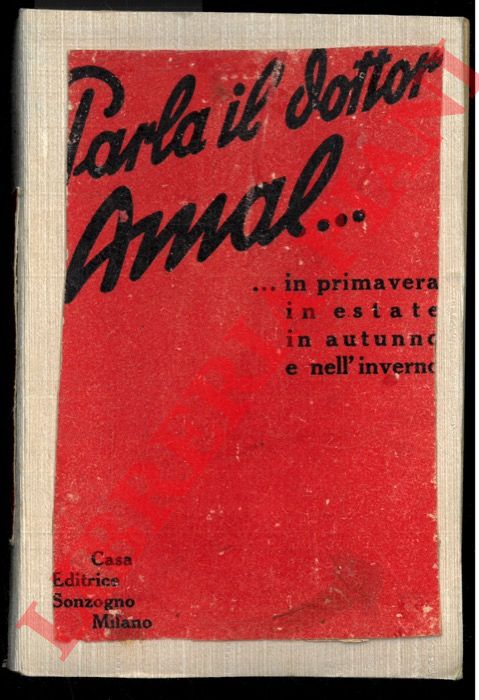 Parla il dottor
Amal...
... in primavera
in estate
in autunno
e nell'inverno
Casa
Editrice
Sonzogno
Milano